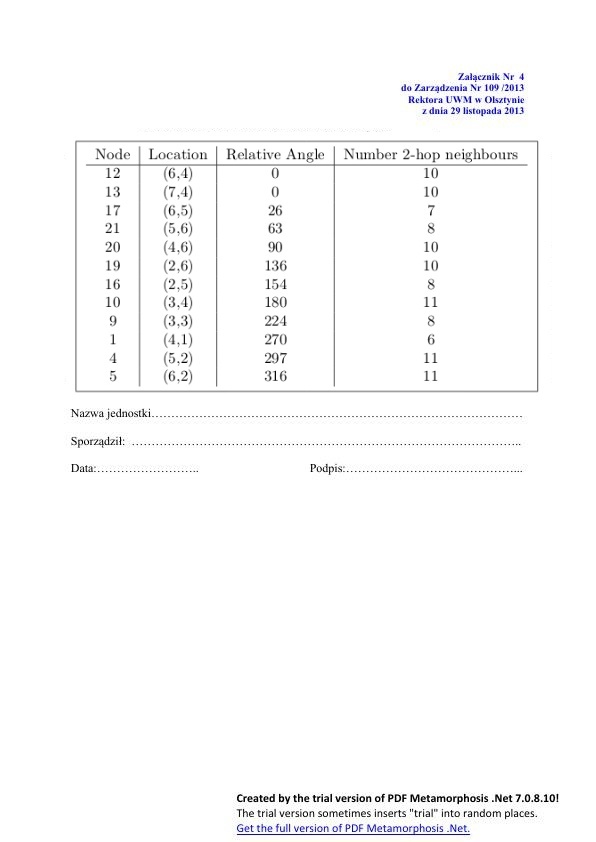 Załącznik Nr 4
do Zarządzenia Nr 109 /2013
Rektora UWM w Olsztynie
z dnia 29 listopada 2013
Node Location Relative Angle Number 2-hop neighbours
12 (6,4) 0 10
13 (7,4) 0 10
17 (6,5) 26 7
21 (5,6) 63 8
20 (4,6) 90 10
19 (2,6) 136 10
16 (2,5) 154 8
10 (3,4) 180 11
9 (3,3) 224 8
1 (4,1) 270 6
4 (5,2) 297 11
5 (6,2) 316 11
Nazwa jednostki……………………………………………………………………………
Sporządził: ………………………………………………………………………………..
Data:…………………….. Podpis:……………………………………...
Created by the trial version of PDF Metamorphosis .Net 7.0.8.10!
The trial version sometimes inserts "trial" into random places.
Get the full version of PDF Metamorphosis .Net.